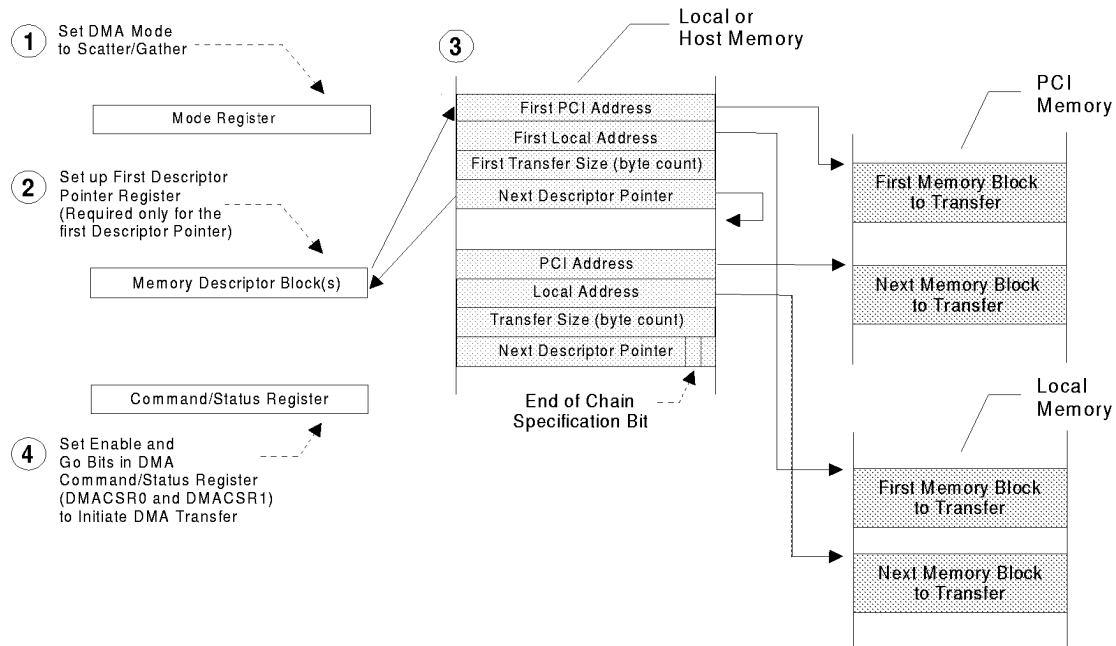 1
Set DMA Mode
to Scatter/Gather
Mode Register
2
Set up First Descriptor
Pointer Register
(Required only for the
first Descriptor Pointer)
Memory Descriptor Block(s)
Command/Status Register
4
Set Enable and
Go Bits in DMA
Command/Status Register
(DMACSR0 and DMACSR1)
to Initiate DMA Transfer
3
Local or
Host Memory
First PCI Address
First Local Address
First Transfer Size (byte count)
Next Descriptor Pointer
PCI Address
Local Address
Transfer Size (byte count)
Next Descriptor Pointer
End of Chain
Specification Bit
PCI
Memory
First Memory Block
to Transfer
Next Memory Block
to Transfer
Local
Memory
First Memory Block
to Transfer
Next Memory Block
to Transfer